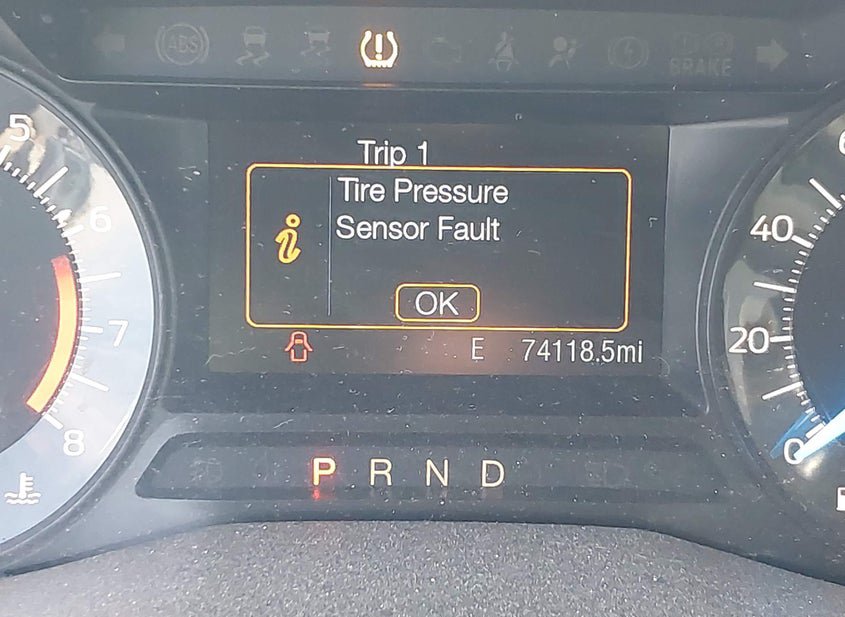 ABS
BRAKE
Trip 1
Tire Pressure
Sensor Fault
OK
E 74118.5mi
5
6
7
8
40
20
0
P R N D